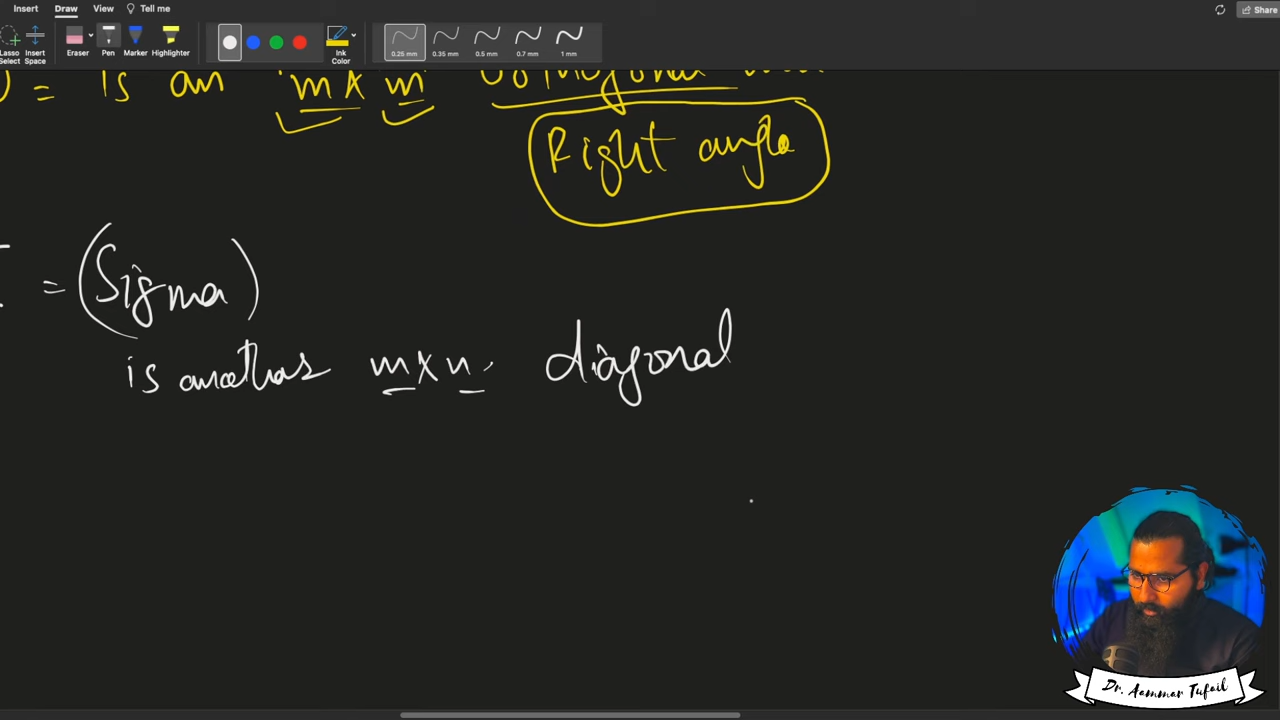 Insert Draw View Tell me
Share
Lasso Select
Insert Space
Eraser Pen Marker Highlighter
Ink Color
0.25 mm 0.35 mm 0.5 mm 0.7 mm 1 mm
= is an m x m
Right angle
= (Sigma)
is m x n diagonal
Dr. Aammar Tufail